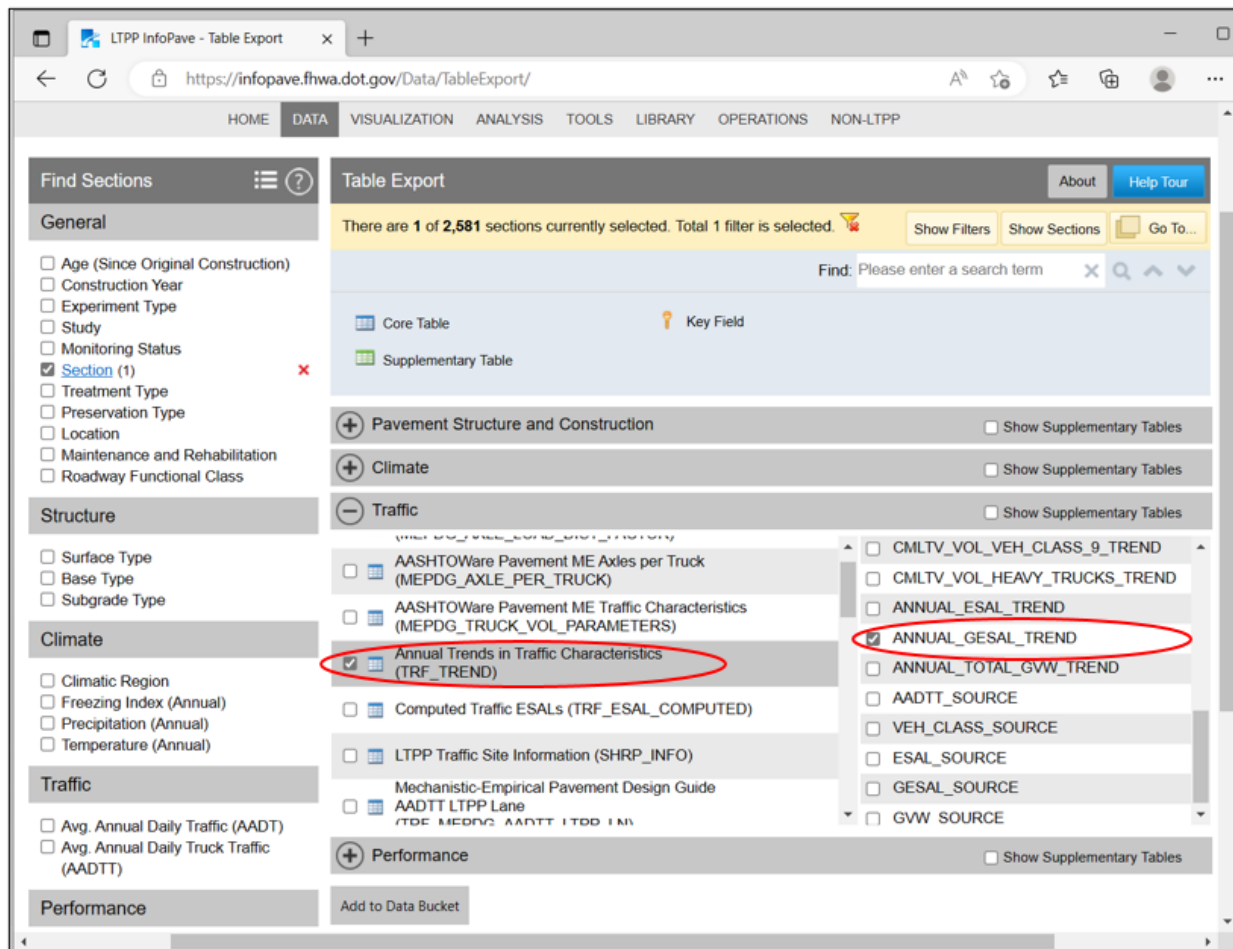 LTPP InfoPave - Table Export
https://infopave.fhwa.dot.gov/Data/TableExport/
HOME DATA VISUALIZATION ANALYSIS TOOLS LIBRARY OPERATIONS NON-LTPP
Find Sections
General
Age (Since Original Construction)
Construction Year
Experiment Type
Study
Monitoring Status
Section (1)
Treatment Type
Preservation Type
Location
Maintenance and Rehabilitation
Roadway Functional Class
Structure
Surface Type
Base Type
Subgrade Type
Climate
Climatic Region
Freezing Index (Annual)
Precipitation (Annual)
Temperature (Annual)
Traffic
Avg. Annual Daily Traffic (AADT)
Avg. Annual Daily Truck Traffic
(AADTT)
Performance
Table Export
About
Help Tour
There are 1 of 2,581 sections currently selected. Total 1 filter is selected.
Show Filters
Show Sections
Go To...
Find: Please enter a search term
Core Table
Key Field
Supplementary Table
Pavement Structure and Construction
Show Supplementary Tables
Climate
Show Supplementary Tables
Traffic
Show Supplementary Tables
(MEPDG_AXLE_LOAD_DIST_FACTOR)
AASHTOWare Pavement ME Axles per Truck
(MEPDG_AXLE_PER_TRUCK)
AASHTOWare Pavement ME Traffic Characteristics
(MEPDG_TRUCK_VOL_PARAMETERS)
Annual Trends in Traffic Characteristics
(TRF_TREND)
Computed Traffic ESALs (TRF_ESAL_COMPUTED)
LTPP Traffic Site Information (SHRP_INFO)
Mechanistic-Empirical Pavement Design Guide
AADTT LTPP Lane
(TRF_MEPDG_AADTT_LTPP_LN)
CMLTV_VOL_VEH_CLASS_9_TREND
CMLTV_VOL_HEAVY_TRUCKS_TREND
ANNUAL_ESAL_TREND
ANNUAL_GESAL_TREND
ANNUAL_TOTAL_GVW_TREND
AADTT_SOURCE
VEH_CLASS_SOURCE
ESAL_SOURCE
GESAL_SOURCE
GVW_SOURCE
Performance
Show Supplementary Tables
Add to Data Bucket